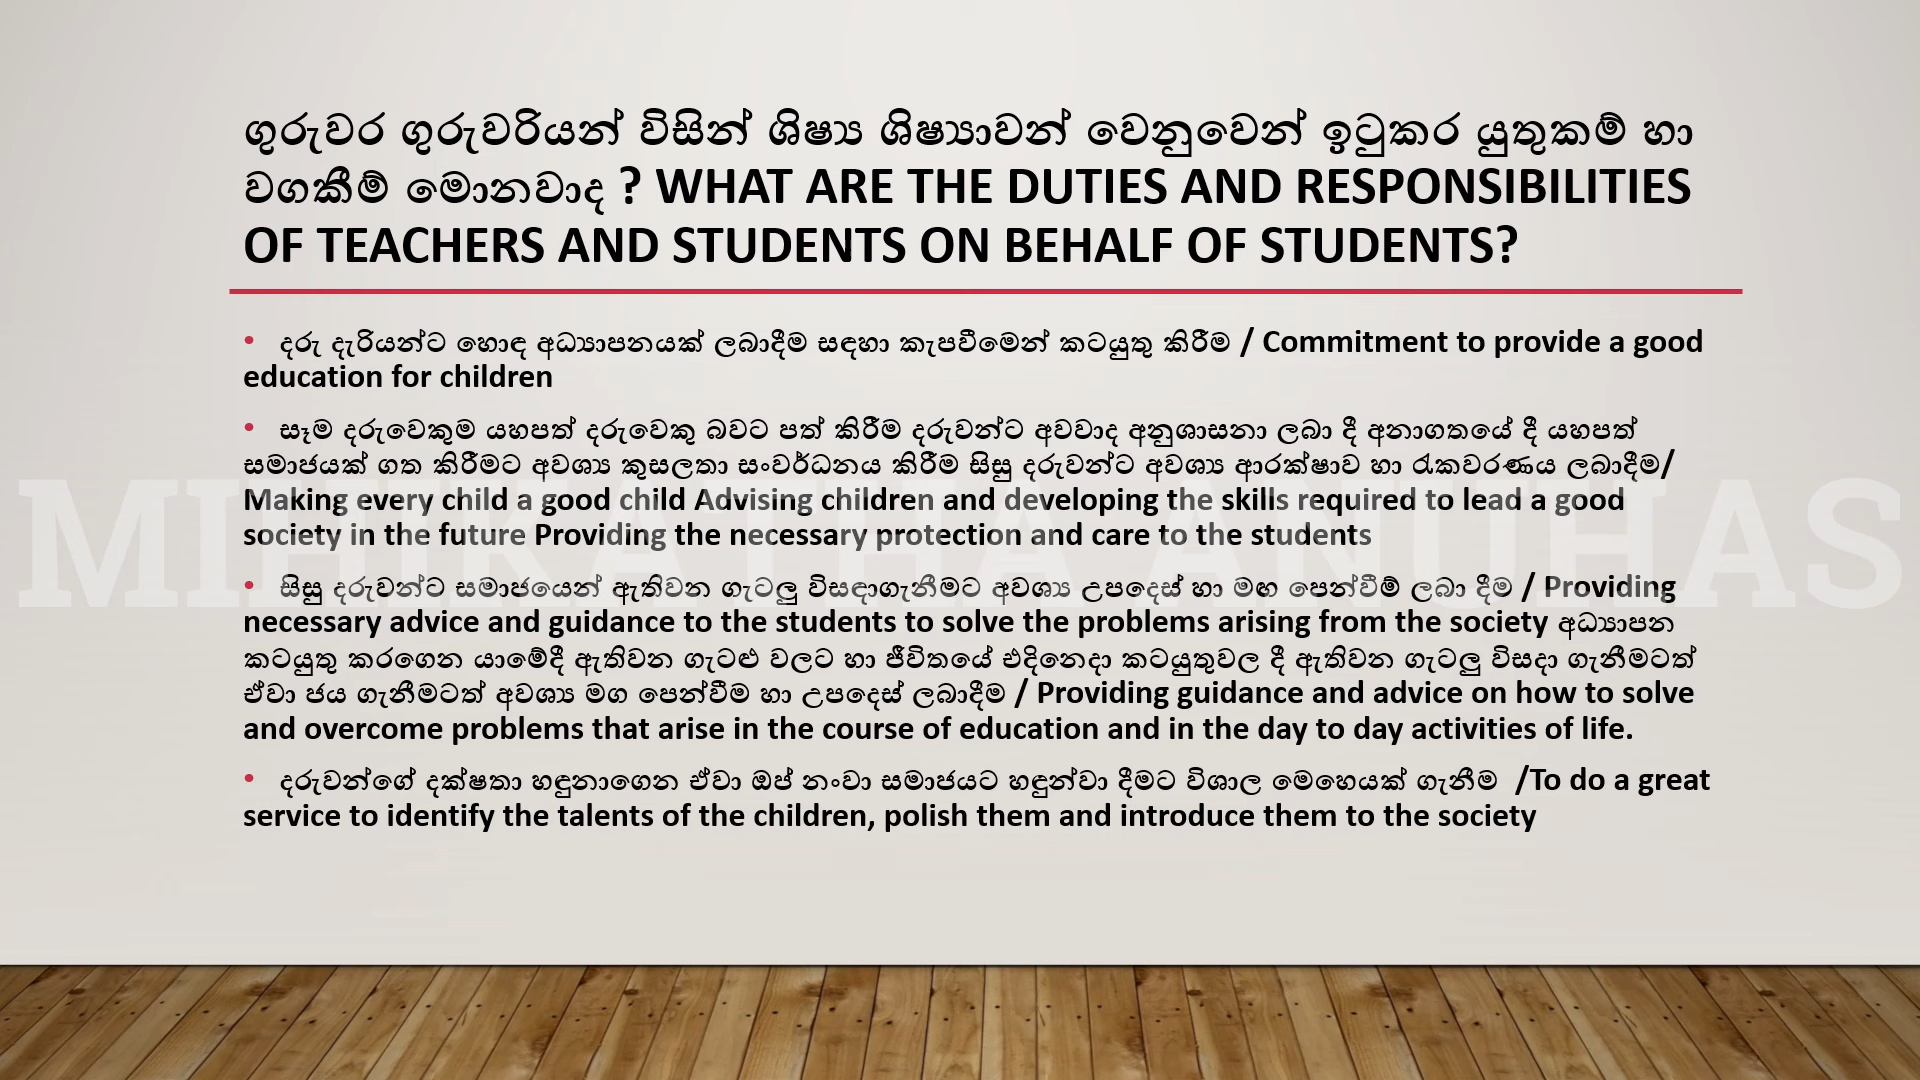 ගුරුවර ගුරුවරියන් විසින් ශිෂ්‍ය ශිෂ්‍යාවන් වෙනුවෙන් ඉටුකර යුතුකම් හා
වගකීම් මොනවාද ? WHAT ARE THE DUTIES AND RESPONSIBILITIES
OF TEACHERS AND STUDENTS ON BEHALF OF STUDENTS?
• දරු දැරියන්ට හොඳ අධ්‍යාපනයක් ලබාදීම සඳහා කැපවීමෙන් කටයුතු කිරීම / Commitment to provide a good
education for children
• සෑම දරුවෙකුම යහපත් දරුවෙකු බවට පත් කිරීම දරුවන්ට අවවාද අනුශාසනා ලබා දී අනාගතයේ දී යහපත්
සමාජයක් ගත කිරීමට අවශ්‍ය කුසලතා සංවර්ධනය කිරීම සිසු දරුවන්ට අවශ්‍ය ආරක්ෂාව හා රැකවරණය ලබාදීම/
Making every child a good child Advising children and developing the skills required to lead a good
society in the future Providing the necessary protection and care to the students
• සිසු දරුවන්ට සමාජයෙන් ඇතිවන ගැටලු විසඳාගැනීමට අවශ්‍ය උපදෙස් හා මඟ පෙන්වීම් ලබා දීම / Providing
necessary advice and guidance to the students to solve the problems arising from the society අධ්‍යාපන
කටයුතු කරගෙන යාමේදී ඇතිවන ගැටළු වලට හා ජීවිතයේ එදිනෙදා කටයුතුවල දී ඇතිවන ගැටලු විසදා ගැනීමටත්
ඒවා ජය ගැනීමටත් අවශ්‍ය මග පෙන්වීම හා උපදෙස් ලබාදීම / Providing guidance and advice on how to solve
and overcome problems that arise in the course of education and in the day to day activities of life.
• දරුවන්ගේ දක්ෂතා හඳුනාගෙන ඒවා ඔප් නංවා සමාජයට හඳුන්වා දීමට විශාල මෙහෙයක් ගැනීම /To do a great
service to identify the talents of the children, polish them and introduce them to the society
MIHIKATHA ANUHAS